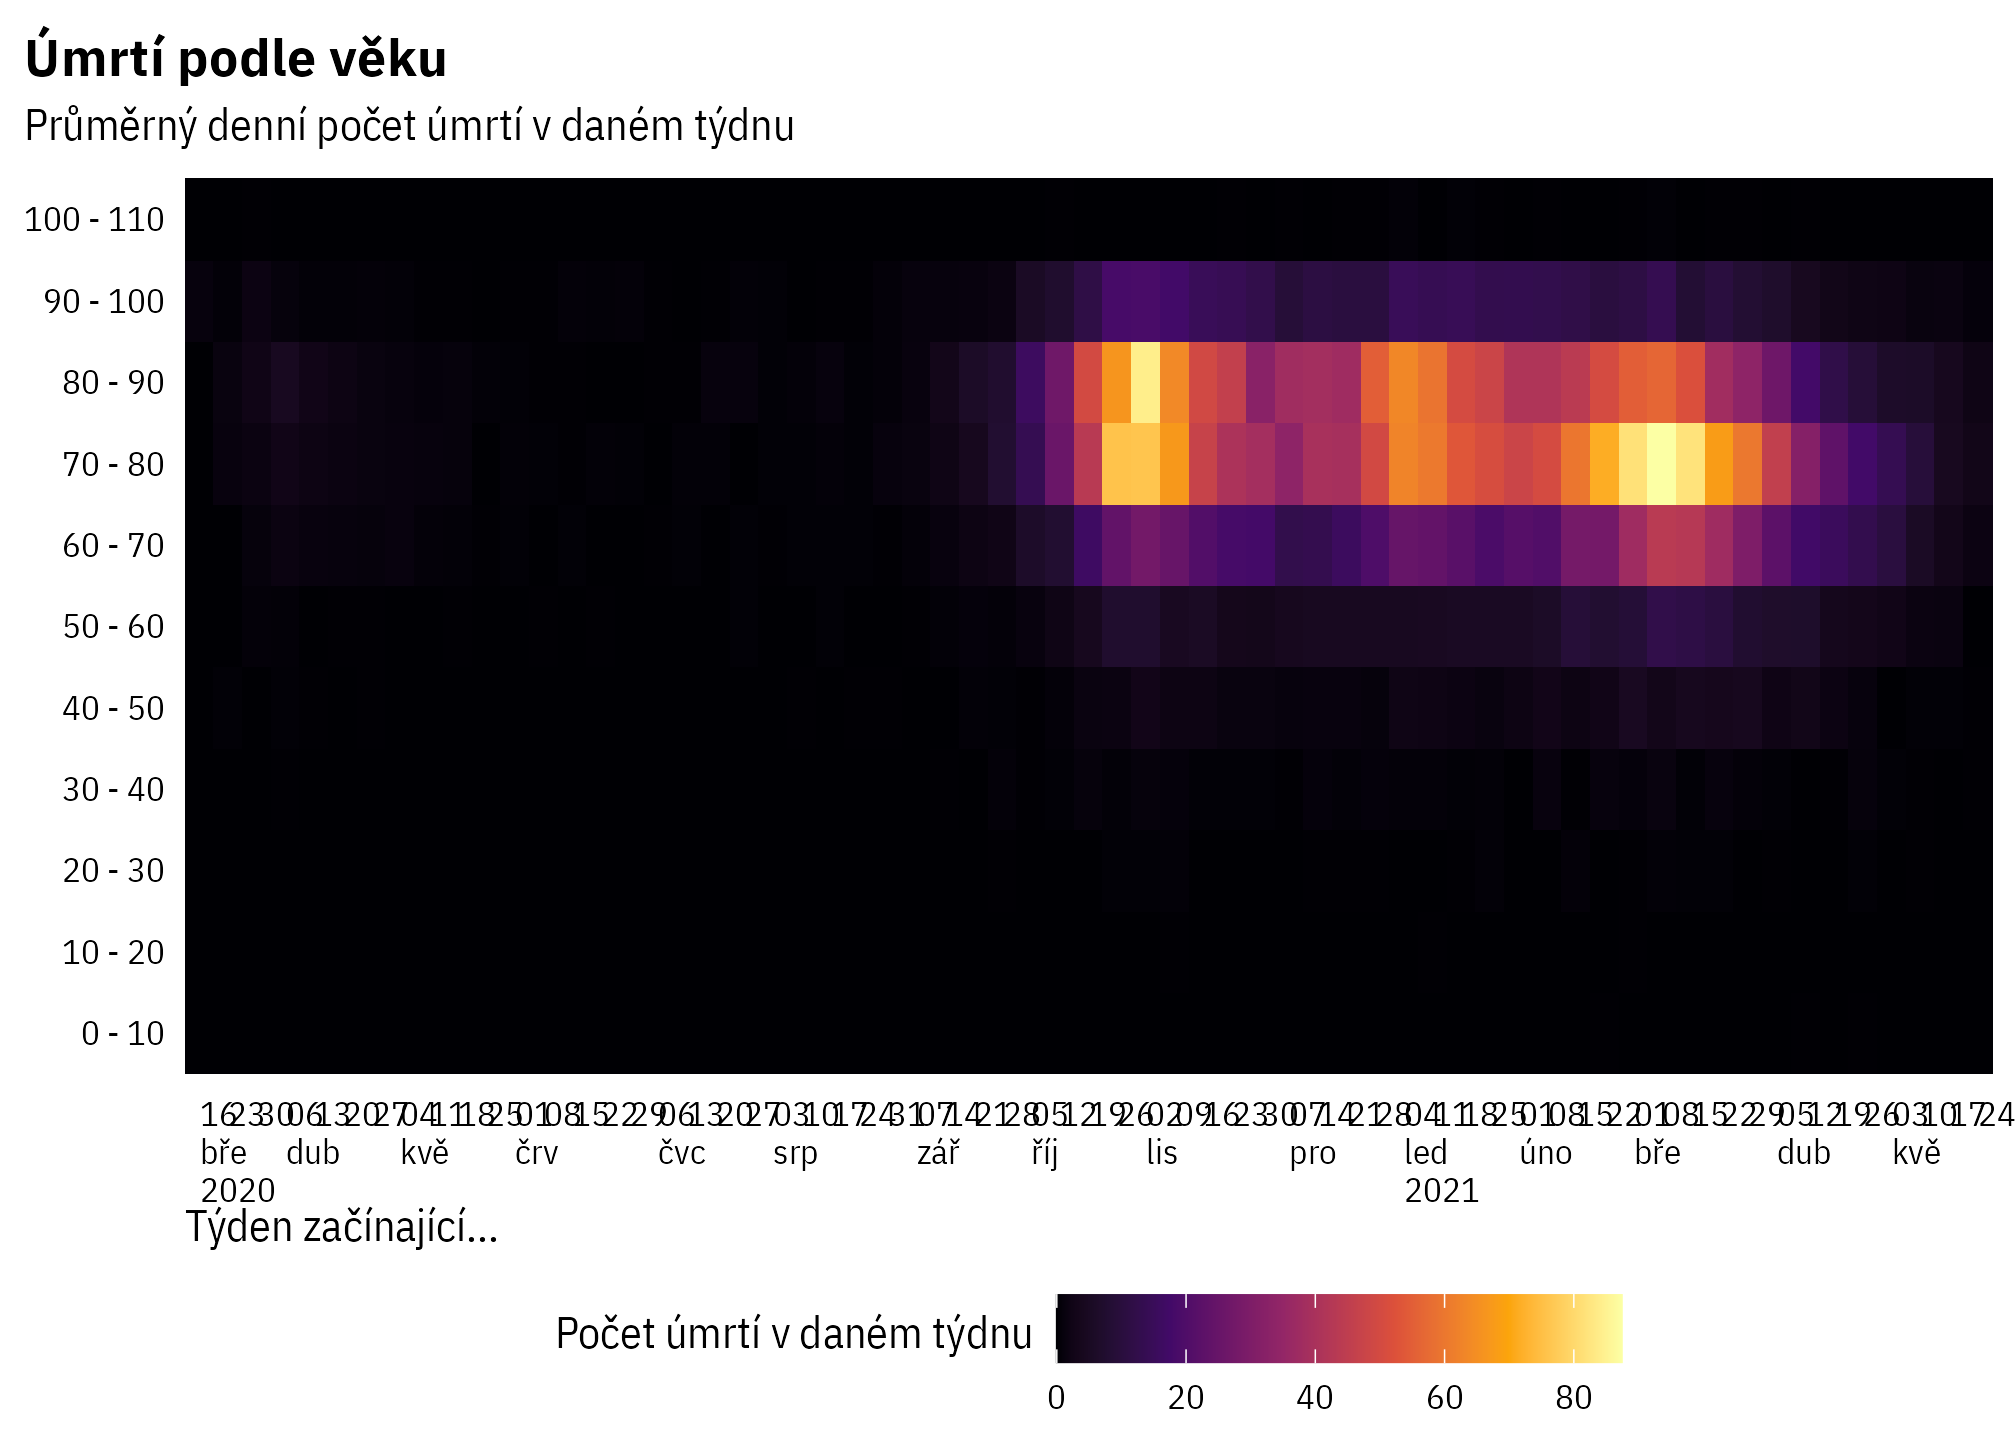 Úmrtí podle věku
Průměrný denní počet úmrtí v daném týdnu
100 - 110
90 - 100
80 - 90
70 - 80
60 - 70
50 - 60
40 - 50
30 - 40
20 - 30
10 - 20
0 - 10
16 23 30 06 13 20 27 04 11 18 25 01 08 15 22 29 06 13 20 27 03 10 17 24 31 07 14 21 28 05 12 19 26 02 09 16 23 30 07 14 21 28 04 11 18 25 01 08 15 22 01 08 15 22 29 05 12 19 26 03 10 17 24
bře dub kvě črv čvc srp zář říj lis pro led úno bře dub kvě
2020 2021
Týden začínající...
Počet úmrtí v daném týdnu
0 20 40 60 80